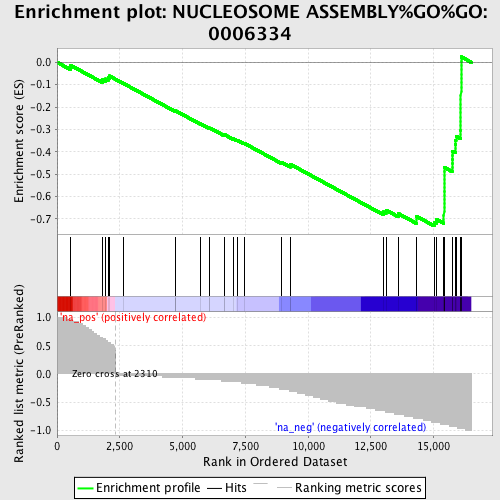 Enrichment plot: NUCLEOSOME ASSEMBLY%GO%GO:
0006334
Enrichment score (ES)
0.0
-0.1
-0.2
-0.3
-0.4
-0.5
-0.6
-0.7
Ranked list metric (PreRanked)
1.0
0.5
0.0
-0.5
-1.0
'na_pos' (positively correlated)
Zero cross at 2310
'na_neg' (negatively correlated)
0 2,500 5,000 7,500 10,000 12,500 15,000
Rank in Ordered Dataset
Enrichment profile Hits Ranking metric scores